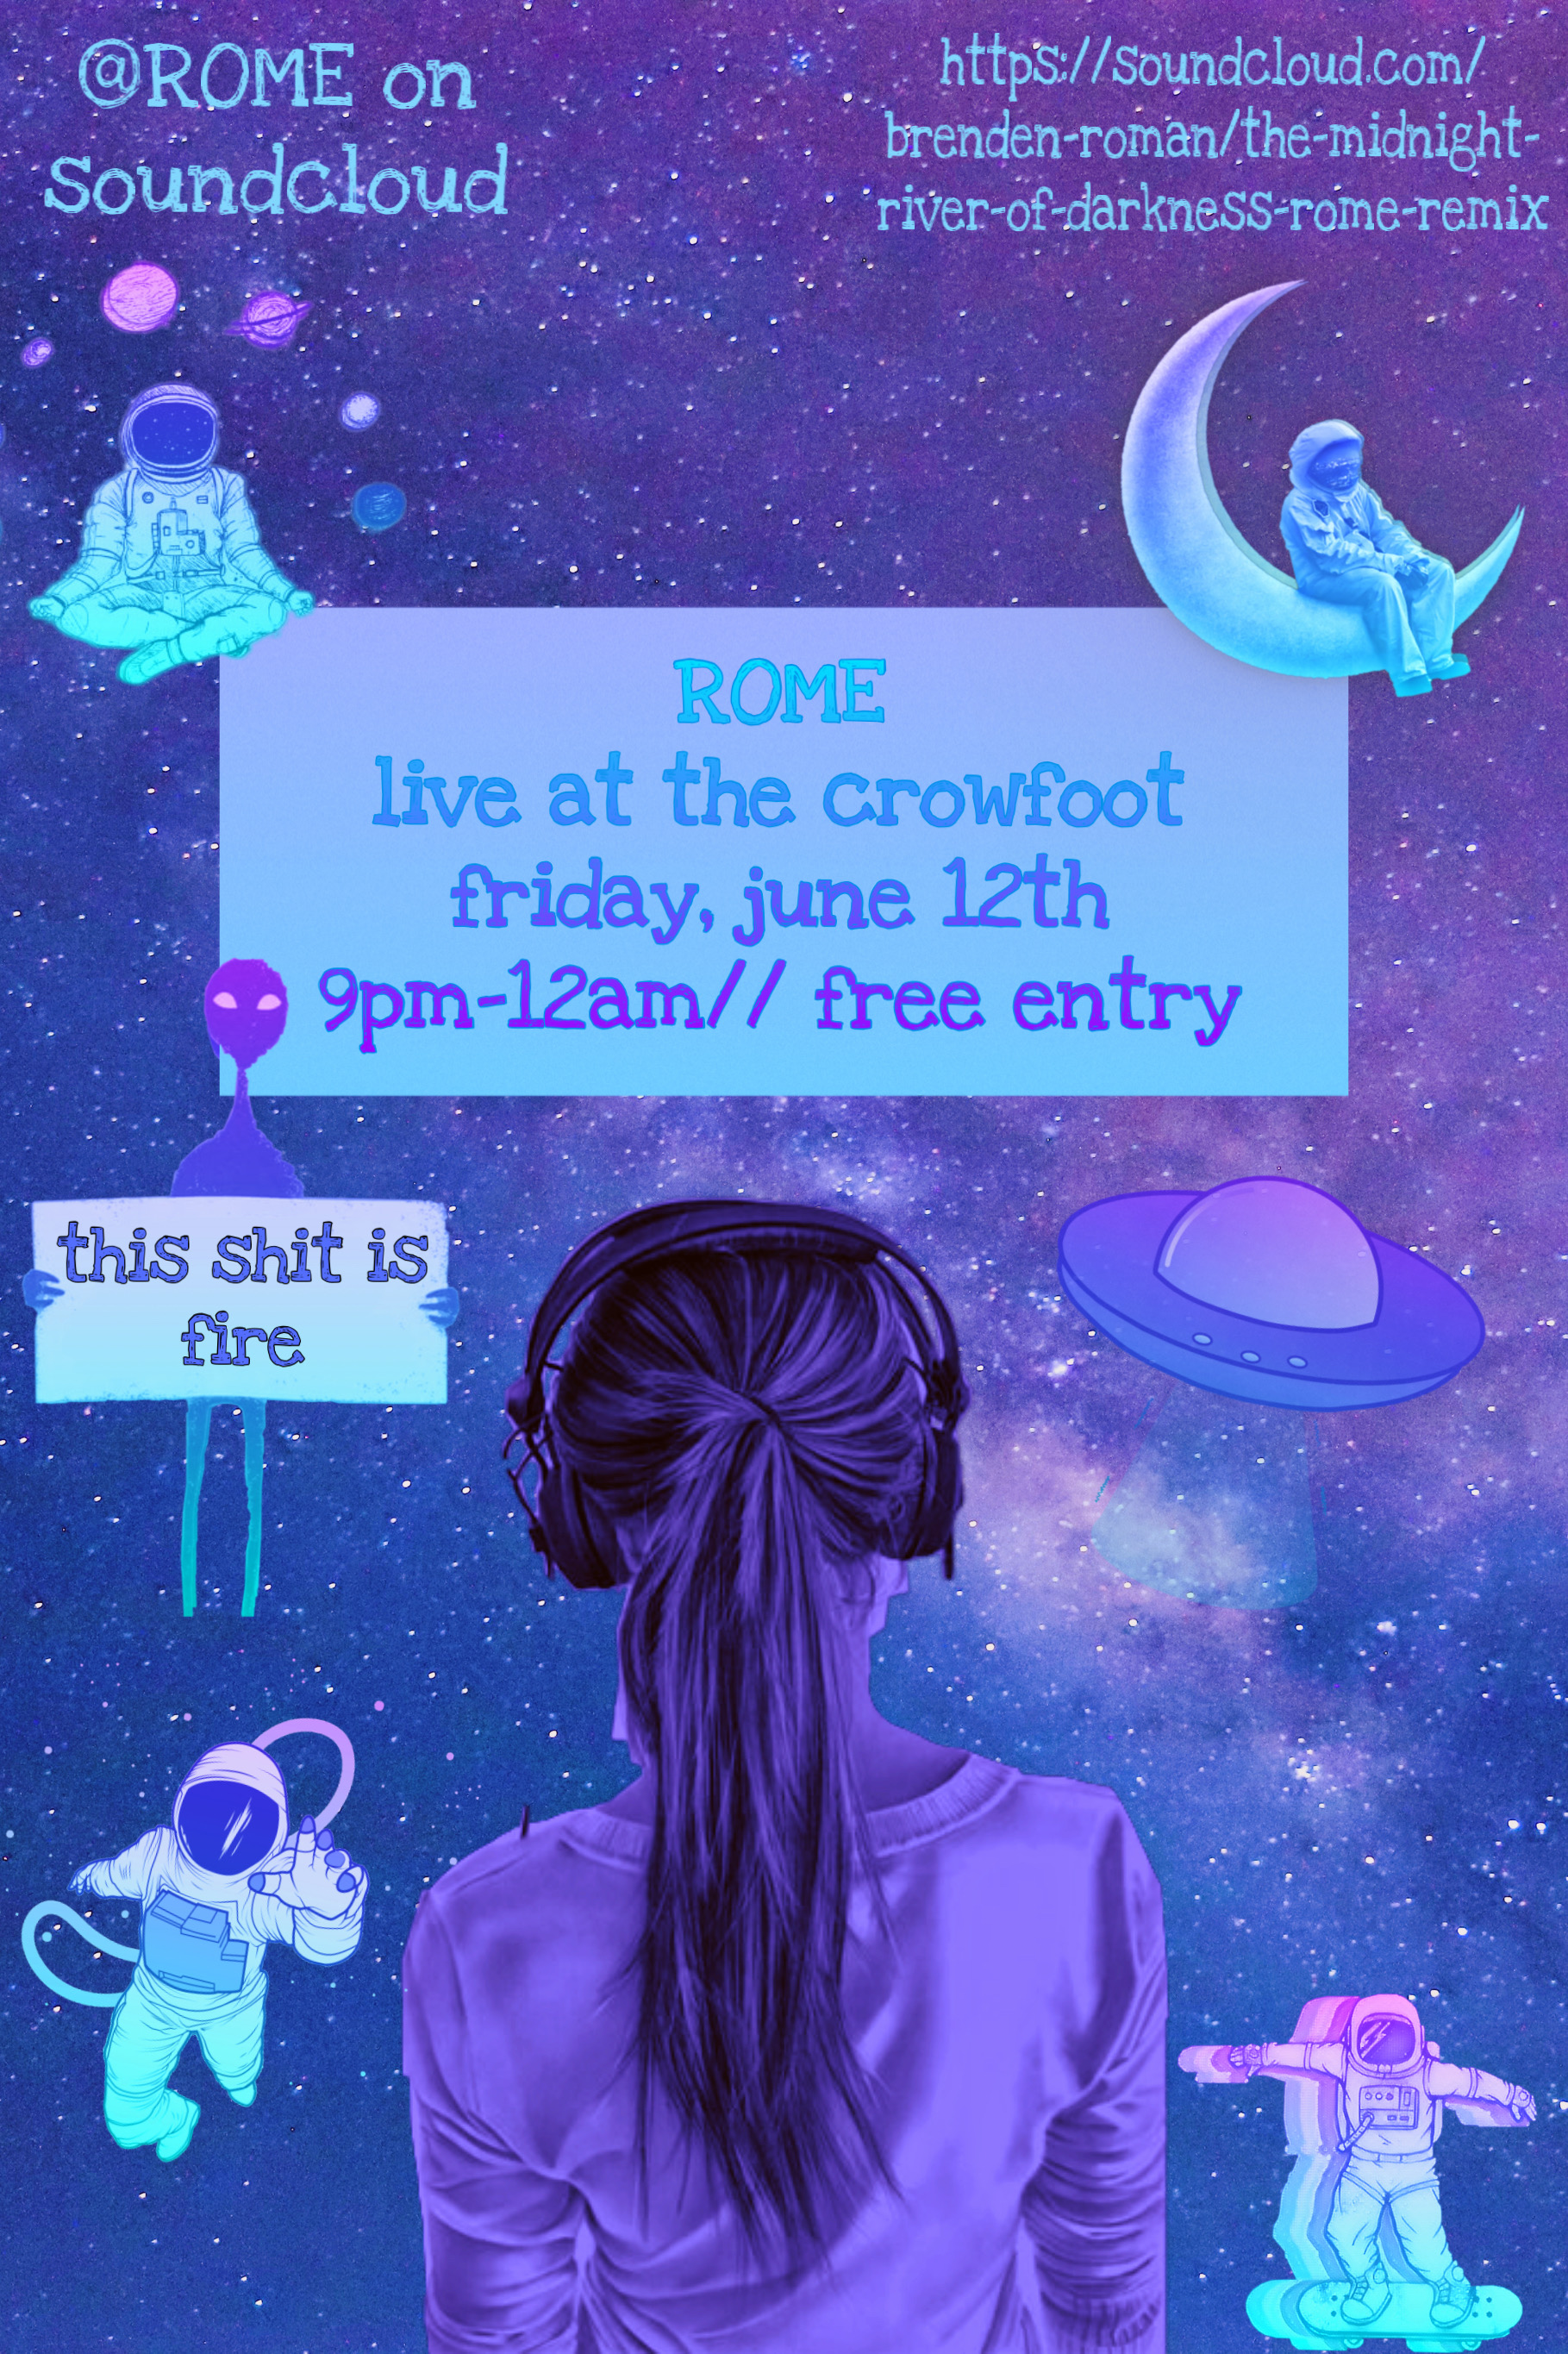 @ROME on
soundcloud
https://soundcloud.com/
brenden-roman/the-midnight-
river-of-darkness-rome-remix
ROME
live at the crowfoot
friday, june 12th
9pm-12am// free entry
this shit is
fire